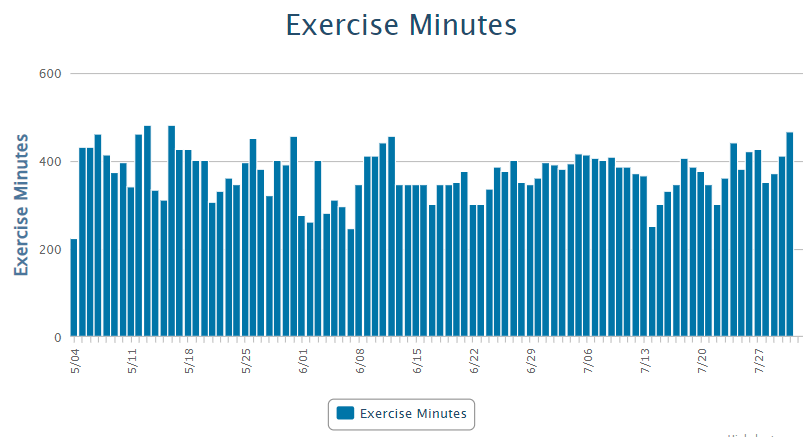 Exercise Minutes
600
400
200
0
Exercise Minutes
5/04 5/11 5/18 5/25 6/01 6/08 6/15 6/22 6/29 7/06 7/13 7/20 7/27
Exercise Minutes